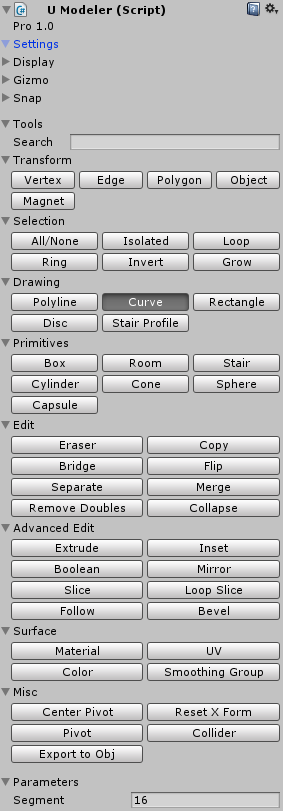 U Modeler (Script)
Pro 1.0
Settings
Display
Gizmo
Snap
Tools
Search
Transform
Vertex Edge Polygon Object
Magnet
Selection
All/None Isolated Loop
Ring Invert Grow
Drawing
Polyline Curve Rectangle
Disc Stair Profile
Primitives
Box Room Stair
Cylinder Cone Sphere
Capsule
Edit
Eraser Copy
Bridge Flip
Separate Merge
Remove Doubles Collapse
Advanced Edit
Extrude Inset
Boolean Mirror
Slice Loop Slice
Follow Bevel
Surface
Material UV
Color Smoothing Group
Misc
Center Pivot Reset X Form
Pivot Collider
Export to Obj
Parameters
Segment 16